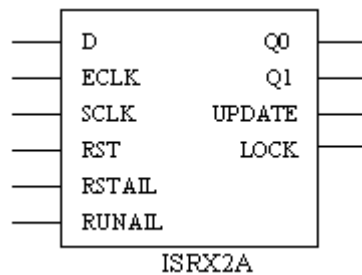 D Q0
ECLK Q1
SCLK UPDATE
RST LOCK
RSTAIL
RUNAIL
ISRX2A